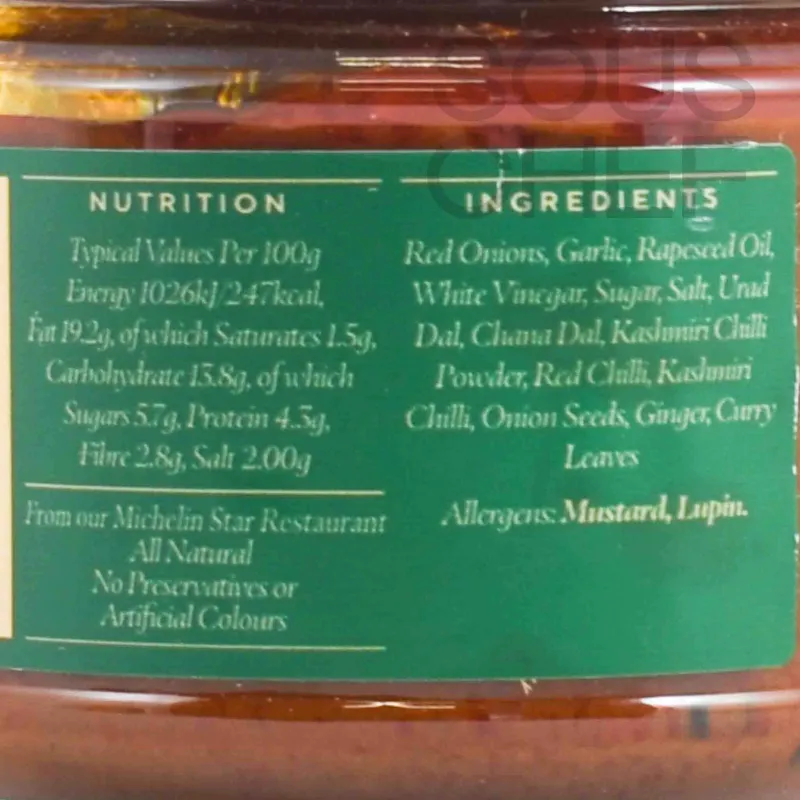 SOUS
CHEF
NUTRITION
Typical Values Per 100g
Energy 1026kJ/247kcal,
Fat 19.2g, of which Saturates 1.5g,
Carbohydrate 13.8g, of which
Sugars 5.7g, Protein 4.3g,
Fibre 2.8g, Salt 2.00g
From our Michelin Star Restaurant
All Natural
No Preservatives or
Artificial Colours
INGREDIENTS
Red Onions, Garlic, Rapeseed Oil,
White Vinegar, Sugar, Salt, Urad
Dal, Chana Dal, Kashmiri Chilli
Powder, Red Chilli, Kashmiri
Chilli, Onion Seeds, Ginger, Curry
Leaves
Allergens: Mustard, Lupin.